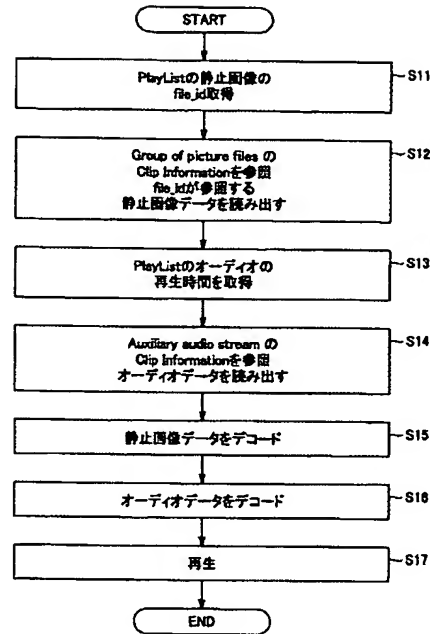 START
PlayListの静止画像の
file_id取得
S11
Group of picture files の
Clip Informationを参照
file_idが参照する
静止画像データを読み出す
S12
PlayListのオーディオの
再生時間を取得
S13
Auxiliary audio stream の
Clip Informationを参照
オーディオデータを読み出す
S14
静止画像データをデコード
S15
オーディオデータをデコード
S16
再生
S17
END